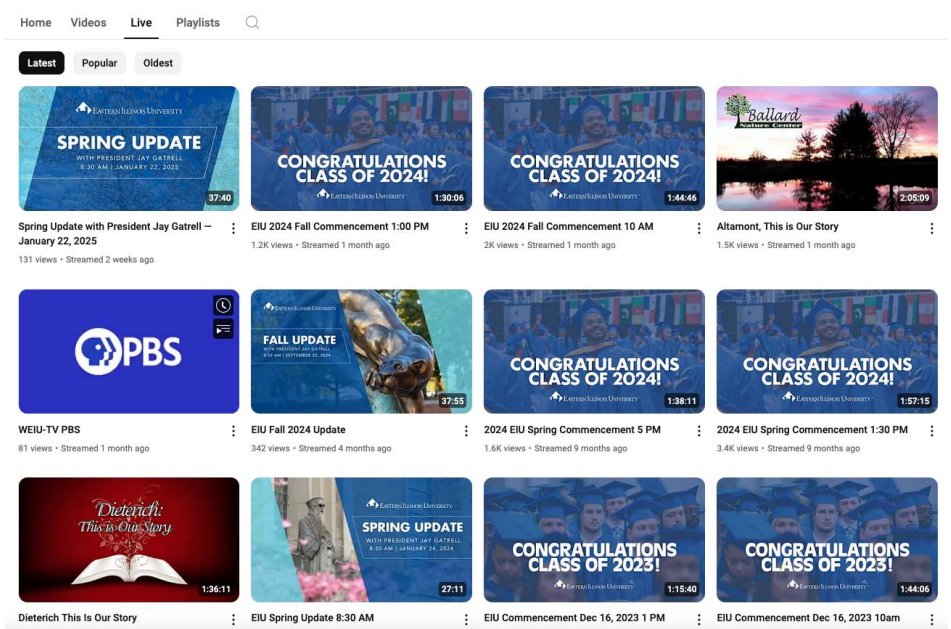 Home Videos Live Playlists
Latest Popular Oldest
EASTERN ILLINOIS UNIVERSITY
SPRING UPDATE
WITH PRESIDENT JAY GATRELL
8:30 AM | JANUARY 22, 2025
37:40
Spring Update with President Jay Gatrell —
January 22, 2025
131 views • Streamed 2 weeks ago
CONGRATULATIONS
CLASS OF 2024!
EASTERN ILLINOIS UNIVERSITY
1:30:06
EIU 2024 Fall Commencement 1:00 PM
1.2K views • Streamed 1 month ago
CONGRATULATIONS
CLASS OF 2024!
EASTERN ILLINOIS UNIVERSITY
1:44:46
EIU 2024 Fall Commencement 10 AM
2K views • Streamed 1 month ago
Ballard
Nature Center
2:05:09
Altamont, This is Our Story
1.5K views • Streamed 1 month ago
PBS
WEIU-TV PBS
81 views • Streamed 1 month ago
EASTERN ILLINOIS UNIVERSITY
FALL UPDATE
WITH PRESIDENT JAY GATRELL
8:30 AM | SEPTEMBER 25, 2024
37:55
EIU Fall 2024 Update
342 views • Streamed 4 months ago
CONGRATULATIONS
CLASS OF 2024!
EASTERN ILLINOIS UNIVERSITY
1:38:11
2024 EIU Spring Commencement 5 PM
1.6K views • Streamed 9 months ago
CONGRATULATIONS
CLASS OF 2024!
EASTERN ILLINOIS UNIVERSITY
1:57:15
2024 EIU Spring Commencement 1:30 PM
3.4K views • Streamed 9 months ago
Dieterich:
This is Our Story
1:36:11
Dieterich This Is Our Story
EASTERN ILLINOIS UNIVERSITY
SPRING UPDATE
WITH PRESIDENT JAY GATRELL
8:30 AM | JANUARY 24, 2024
27:11
EIU Spring Update 8:30 AM
CONGRATULATIONS
CLASS OF 2023!
EASTERN ILLINOIS UNIVERSITY
1:15:40
EIU Commencement Dec 16, 2023 1 PM
CONGRATULATIONS
CLASS OF 2023!
EASTERN ILLINOIS UNIVERSITY
1:44:06
EIU Commencement Dec 16, 2023 10am